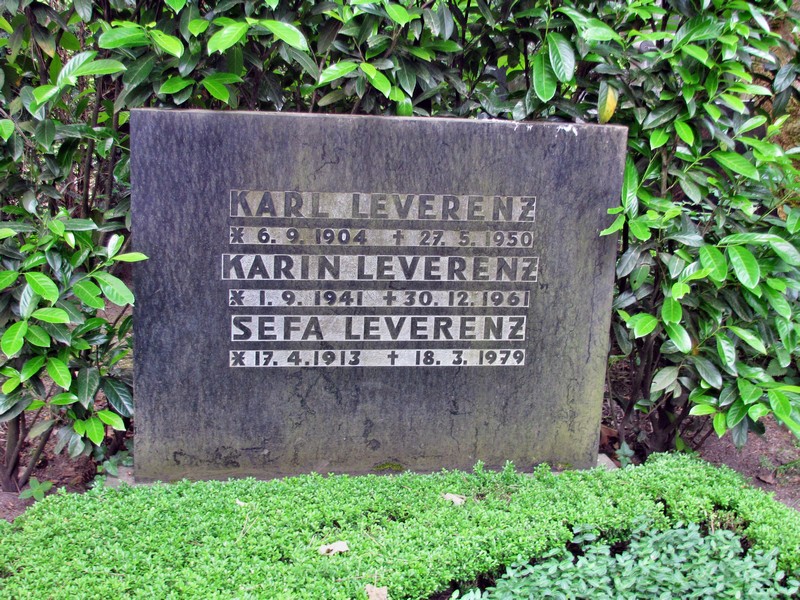 KARL LEVERENZ
* 6. 9. 1904 † 27. 5. 1950
KARIN LEVERENZ
* 1. 9. 1941 † 30. 12. 1961
SEFA LEVERENZ
* 17. 4. 1913 † 18. 3. 1979